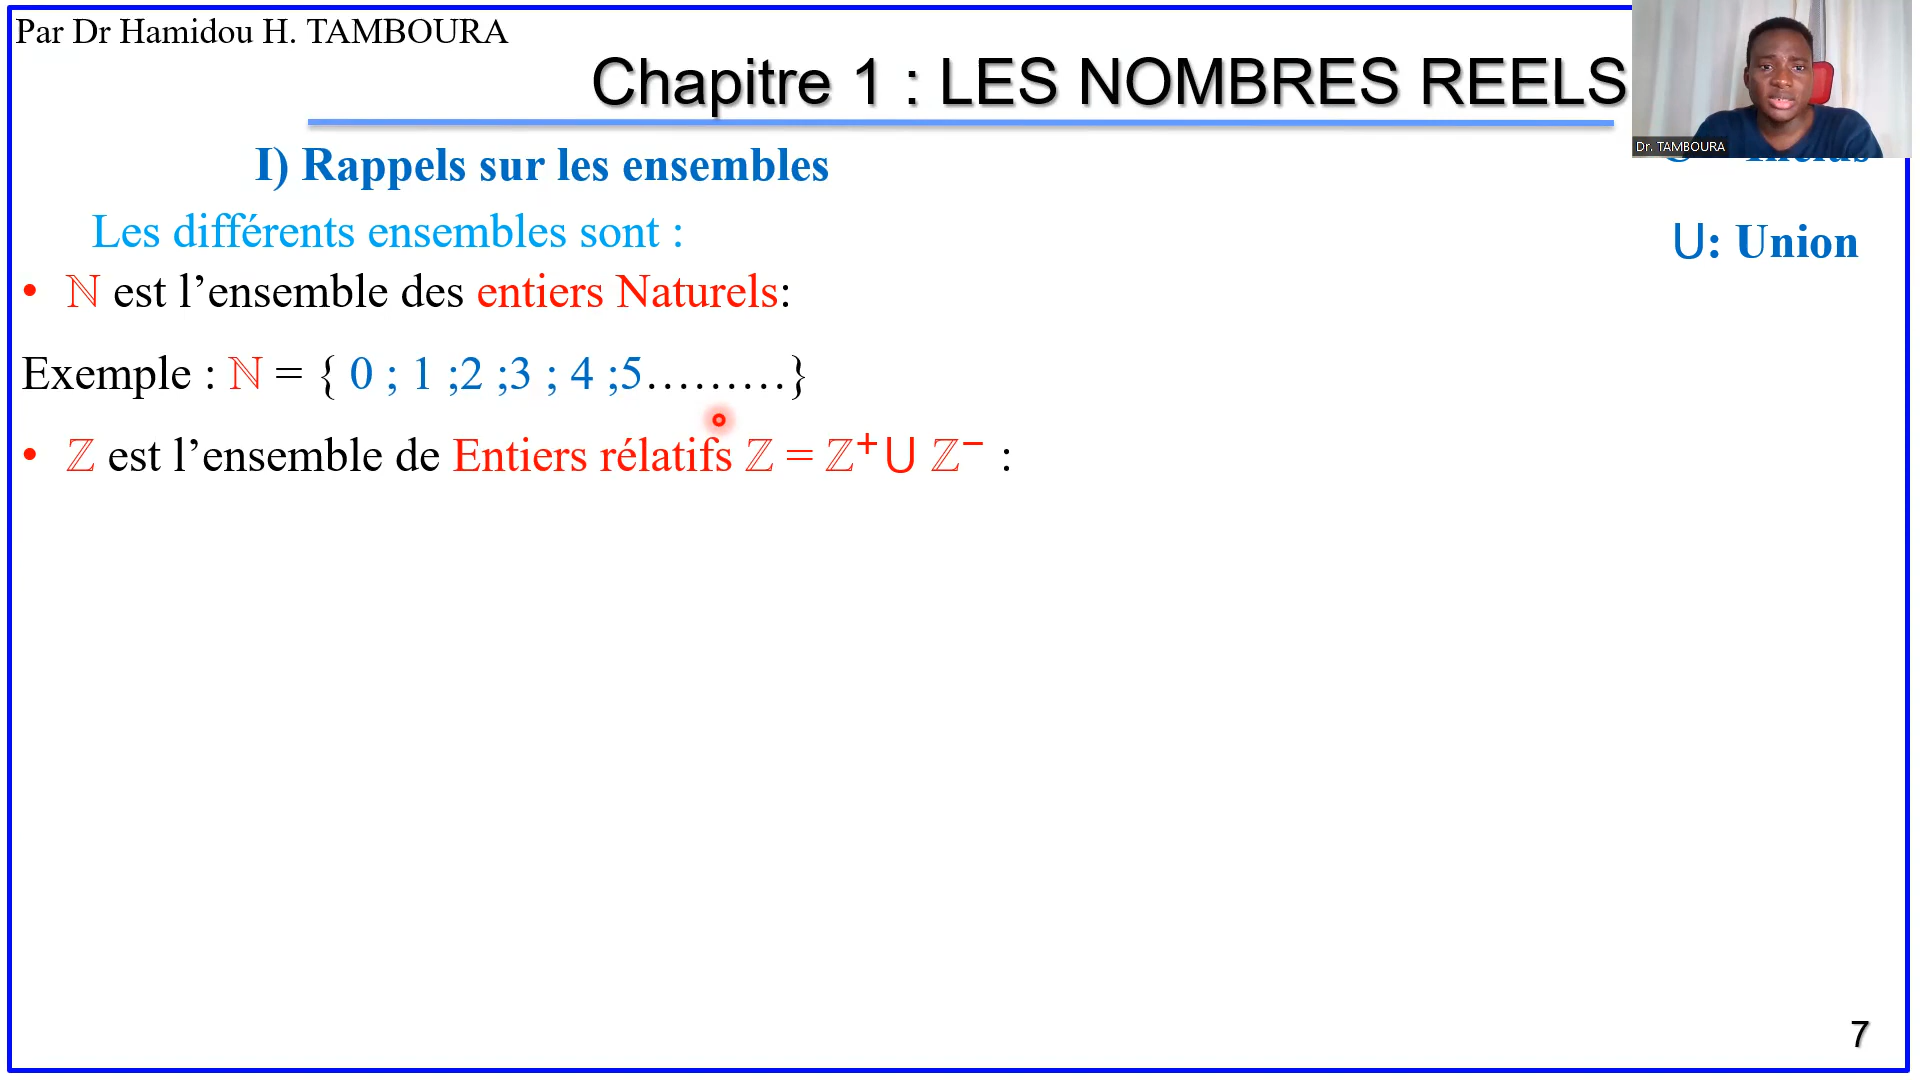 Par Dr Hamidou H. TAMBOURA
Chapitre 1 : LES NOMBRES REELS
Dr. TAMBOURA
I) Rappels sur les ensembles
Les différents ensembles sont :
∪: Union
• ℕ est l’ensemble des entiers Naturels:
Exemple : ℕ = { 0 ; 1 ;2 ;3 ; 4 ;5.........}
• ℤ est l’ensemble de Entiers rélatifs ℤ = ℤ⁺∪ ℤ⁻ :
7